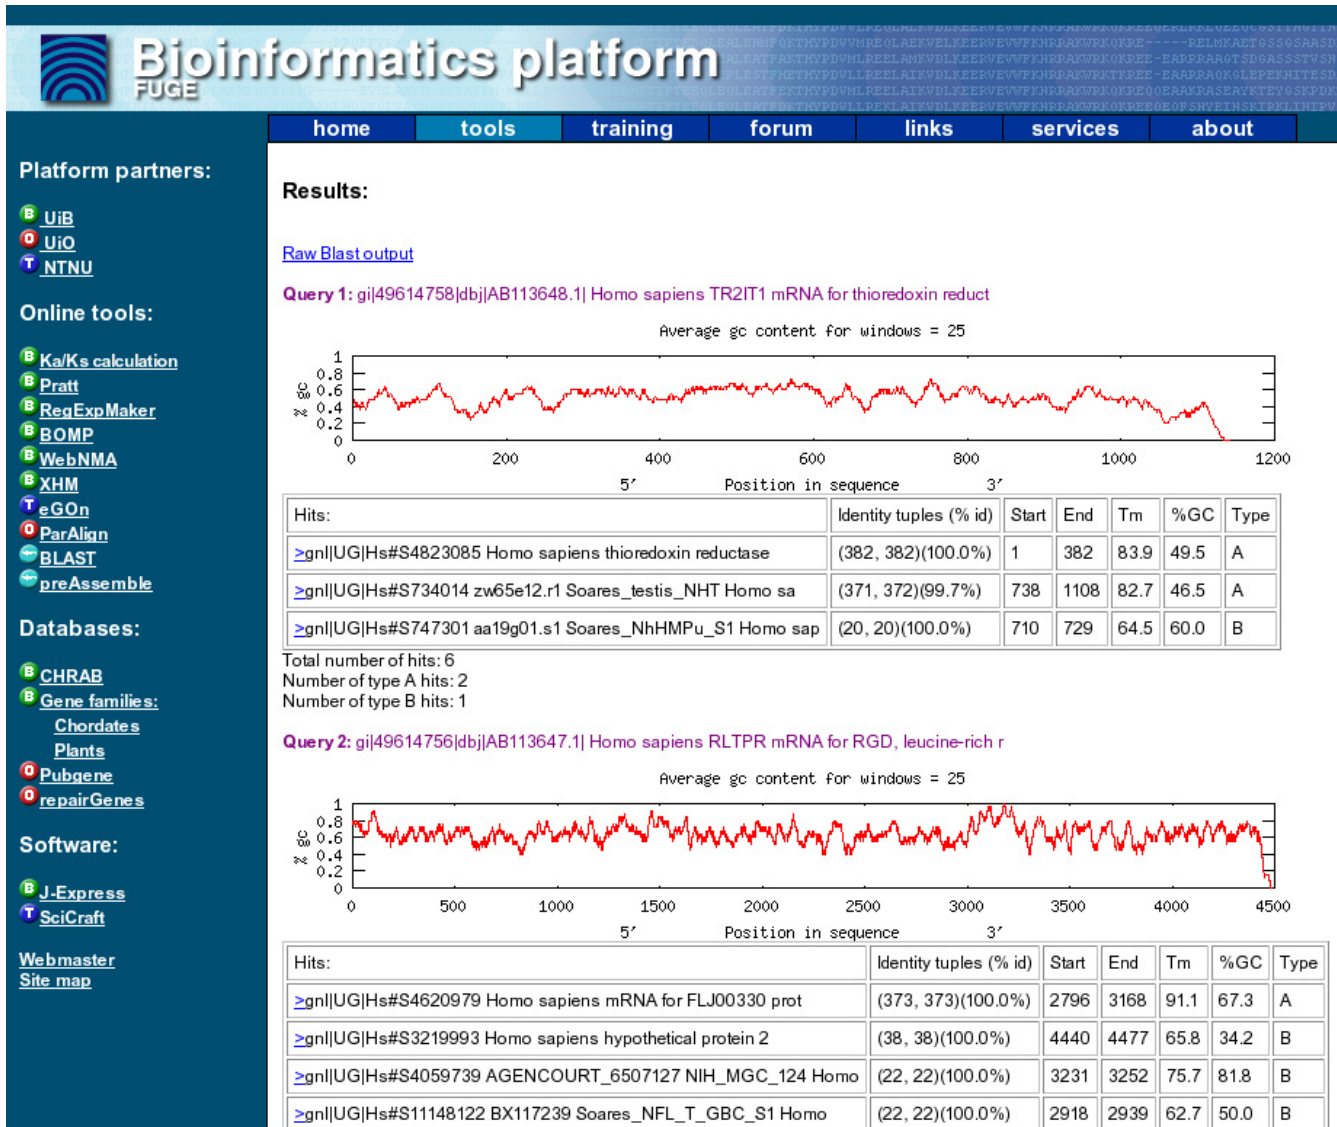 Bioinformatics platform
FUGE
home tools training forum links services about
Platform partners:
UiB
UiO
NTNU
Online tools:
Ka/Ks calculation
Pratt
RegExpMaker
BOMP
WebNMA
XHM
eGOn
ParAlign
BLAST
preAssemble
Databases:
CHRAB
Gene families:
Chordates
Plants
Pubgene
repairGenes
Software:
J-Express
SciCraft
Webmaster
Site map
Results:
Raw Blast output
Query 1: gi|49614758|dbj|AB113648.1| Homo sapiens TR2IT1 mRNA for thioredoxin reduct
Average gc content for windows = 25
% gc
1
0.8
0.6
0.4
0.2
0
0 200 400 600 800 1000 1200
5' Position in sequence 3'
Hits: Identity tuples (% id) Start End Tm %GC Type
>gnl|UG|Hs#S4823085 Homo sapiens thioredoxin reductase (382, 382)(100.0%) 1 382 83.9 49.5 A
>gnl|UG|Hs#S734014 zw65e12.r1 Soares_testis_NHT Homo sa (371, 372)(99.7%) 738 1108 82.7 46.5 A
>gnl|UG|Hs#S747301 aa19g01.s1 Soares_NhHMPu_S1 Homo sap (20, 20)(100.0%) 710 729 64.5 60.0 B
Total number of hits: 6
Number of type A hits: 2
Number of type B hits: 1
Query 2: gi|49614756|dbj|AB113647.1| Homo sapiens RLTPR mRNA for RGD, leucine-rich r
Average gc content for windows = 25
% gc
1
0.8
0.6
0.4
0.2
0
0 500 1000 1500 2000 2500 3000 3500 4000 4500
5' Position in sequence 3'
Hits: Identity tuples (% id) Start End Tm %GC Type
>gnl|UG|Hs#S4620979 Homo sapiens mRNA for FLJ00330 prot (373, 373)(100.0%) 2796 3168 91.1 67.3 A
>gnl|UG|Hs#S3219993 Homo sapiens hypothetical protein 2 (38, 38)(100.0%) 4440 4477 65.8 34.2 B
>gnl|UG|Hs#S4059739 AGENCOURT_6507127 NIH_MGC_124 Homo (22, 22)(100.0%) 3231 3252 75.7 81.8 B
>gnl|UG|Hs#S11148122 BX117239 Soares_NFL_T_GBC_S1 Homo (22, 22)(100.0%) 2918 2939 62.7 50.0 B